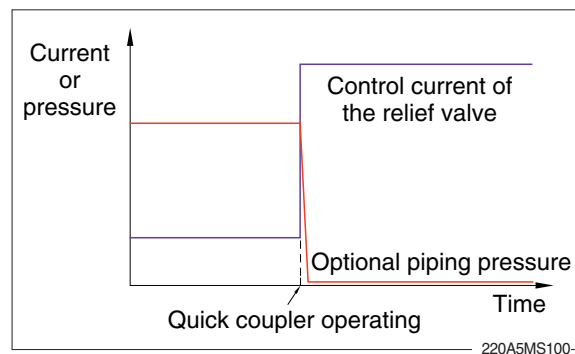 Current
or
pressure
Control current of
the relief valve
Optional piping pressure
Time
Quick coupler operating
220A5MS100